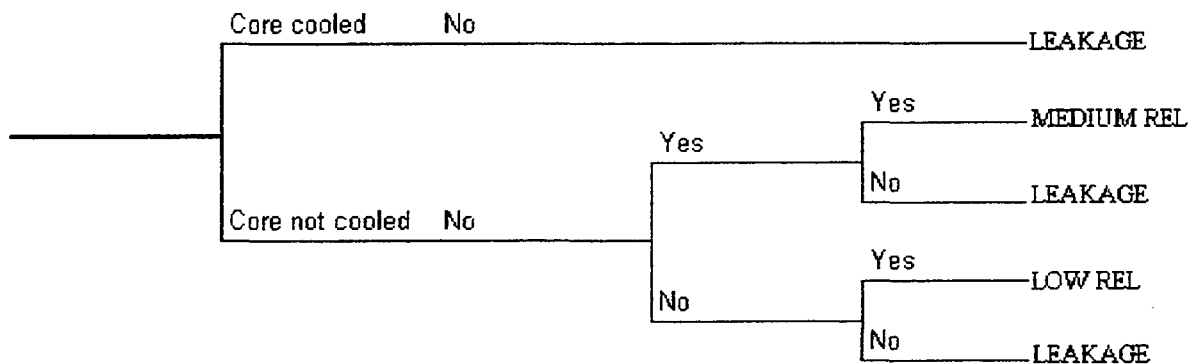 Core cooled No LEAKAGE
Yes MEDIUM REL
Yes
No LEAKAGE
Core not cooled No
Yes LOW REL
No
No LEAKAGE